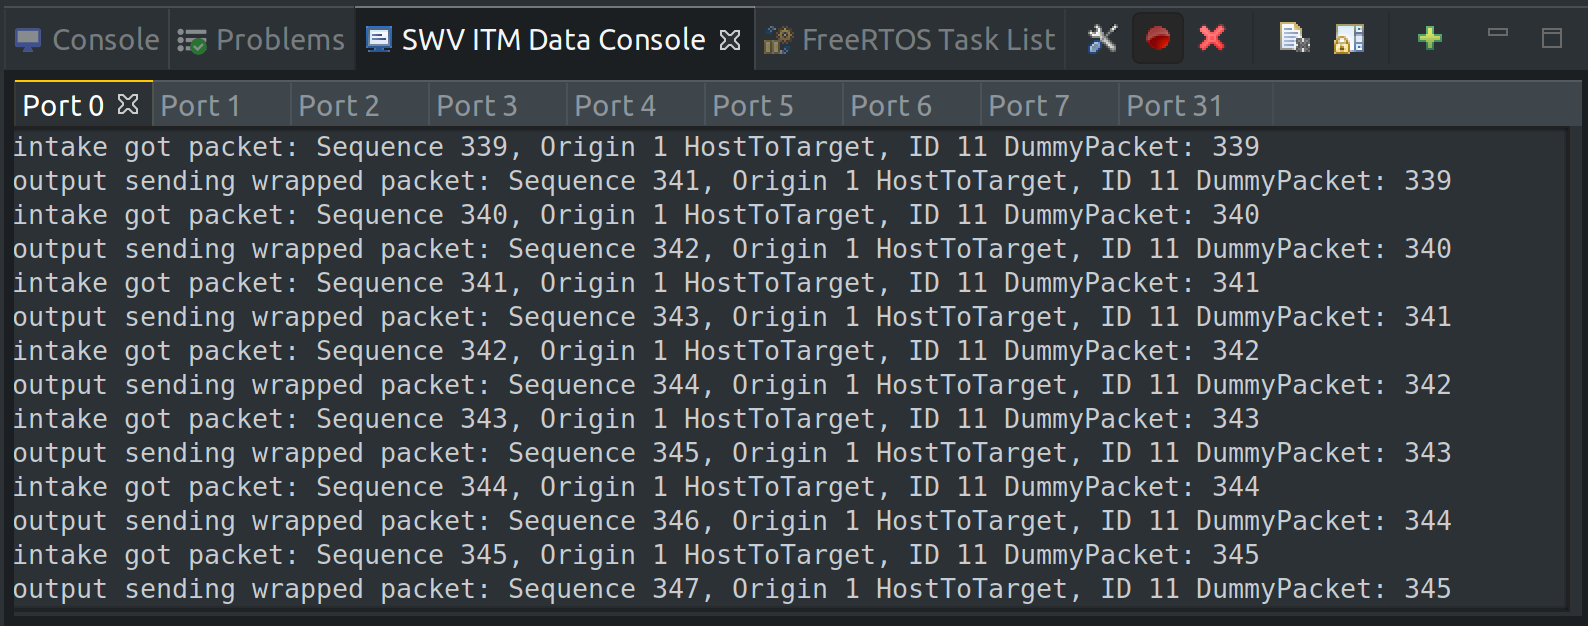 Console Problems SWV ITM Data Console FreeRTOS Task List
Port 0 Port 1 Port 2 Port 3 Port 4 Port 5 Port 6 Port 7 Port 31
intake got packet: Sequence 339, Origin 1 HostToTarget, ID 11 DummyPacket: 339
output sending wrapped packet: Sequence 341, Origin 1 HostToTarget, ID 11 DummyPacket: 339
intake got packet: Sequence 340, Origin 1 HostToTarget, ID 11 DummyPacket: 340
output sending wrapped packet: Sequence 342, Origin 1 HostToTarget, ID 11 DummyPacket: 340
intake got packet: Sequence 341, Origin 1 HostToTarget, ID 11 DummyPacket: 341
output sending wrapped packet: Sequence 343, Origin 1 HostToTarget, ID 11 DummyPacket: 341
intake got packet: Sequence 342, Origin 1 HostToTarget, ID 11 DummyPacket: 342
output sending wrapped packet: Sequence 344, Origin 1 HostToTarget, ID 11 DummyPacket: 342
intake got packet: Sequence 343, Origin 1 HostToTarget, ID 11 DummyPacket: 343
output sending wrapped packet: Sequence 345, Origin 1 HostToTarget, ID 11 DummyPacket: 343
intake got packet: Sequence 344, Origin 1 HostToTarget, ID 11 DummyPacket: 344
output sending wrapped packet: Sequence 346, Origin 1 HostToTarget, ID 11 DummyPacket: 344
intake got packet: Sequence 345, Origin 1 HostToTarget, ID 11 DummyPacket: 345
output sending wrapped packet: Sequence 347, Origin 1 HostToTarget, ID 11 DummyPacket: 345